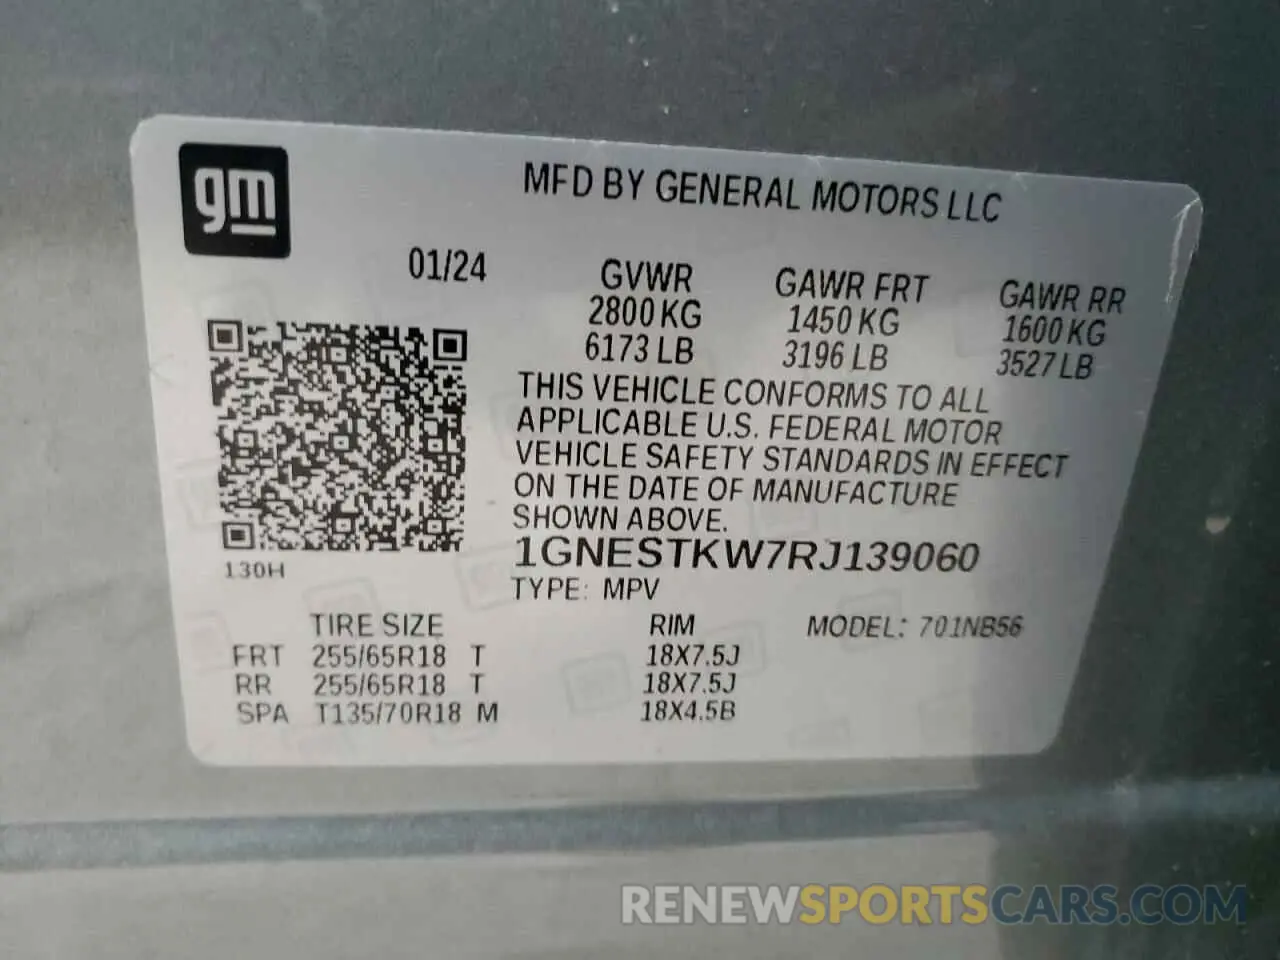 gm
MFD BY GENERAL MOTORS LLC
01/24
GVWR GAWR FRT GAWR RR
2800 KG 1450 KG 1600 KG
6173 LB 3196 LB 3527 LB
THIS VEHICLE CONFORMS TO ALL
APPLICABLE U.S. FEDERAL MOTOR
VEHICLE SAFETY STANDARDS IN EFFECT
ON THE DATE OF MANUFACTURE
SHOWN ABOVE.
1GNESTKW7RJ139060
130H
TYPE: MPV
TIRE SIZE RIM MODEL: 701NB56
FRT 255/65R18 T 18X7.5J
RR 255/65R18 T 18X7.5J
SPA T135/70R18 M 18X4.5B
RENEWSPORTSCARS.COM